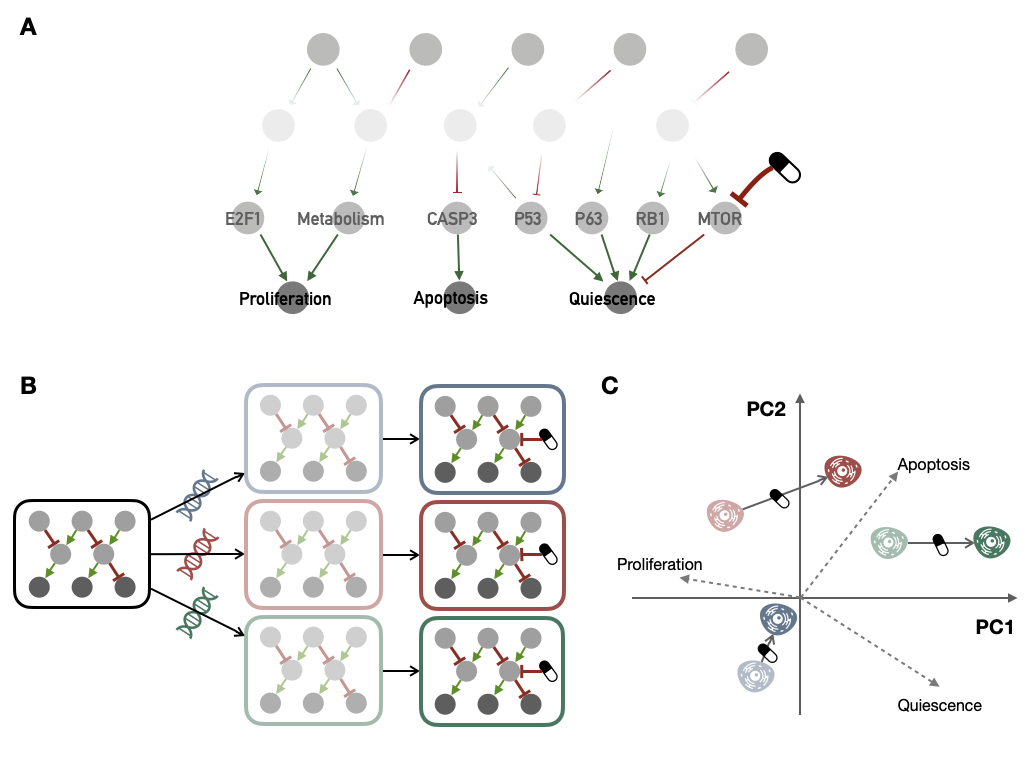 A
E2F1 Metabolism CASP3 P53 P63 RB1 MTOR
Proliferation Apoptosis Quiescence
B
C
PC2
Apoptosis
Proliferation
PC1
Quiescence